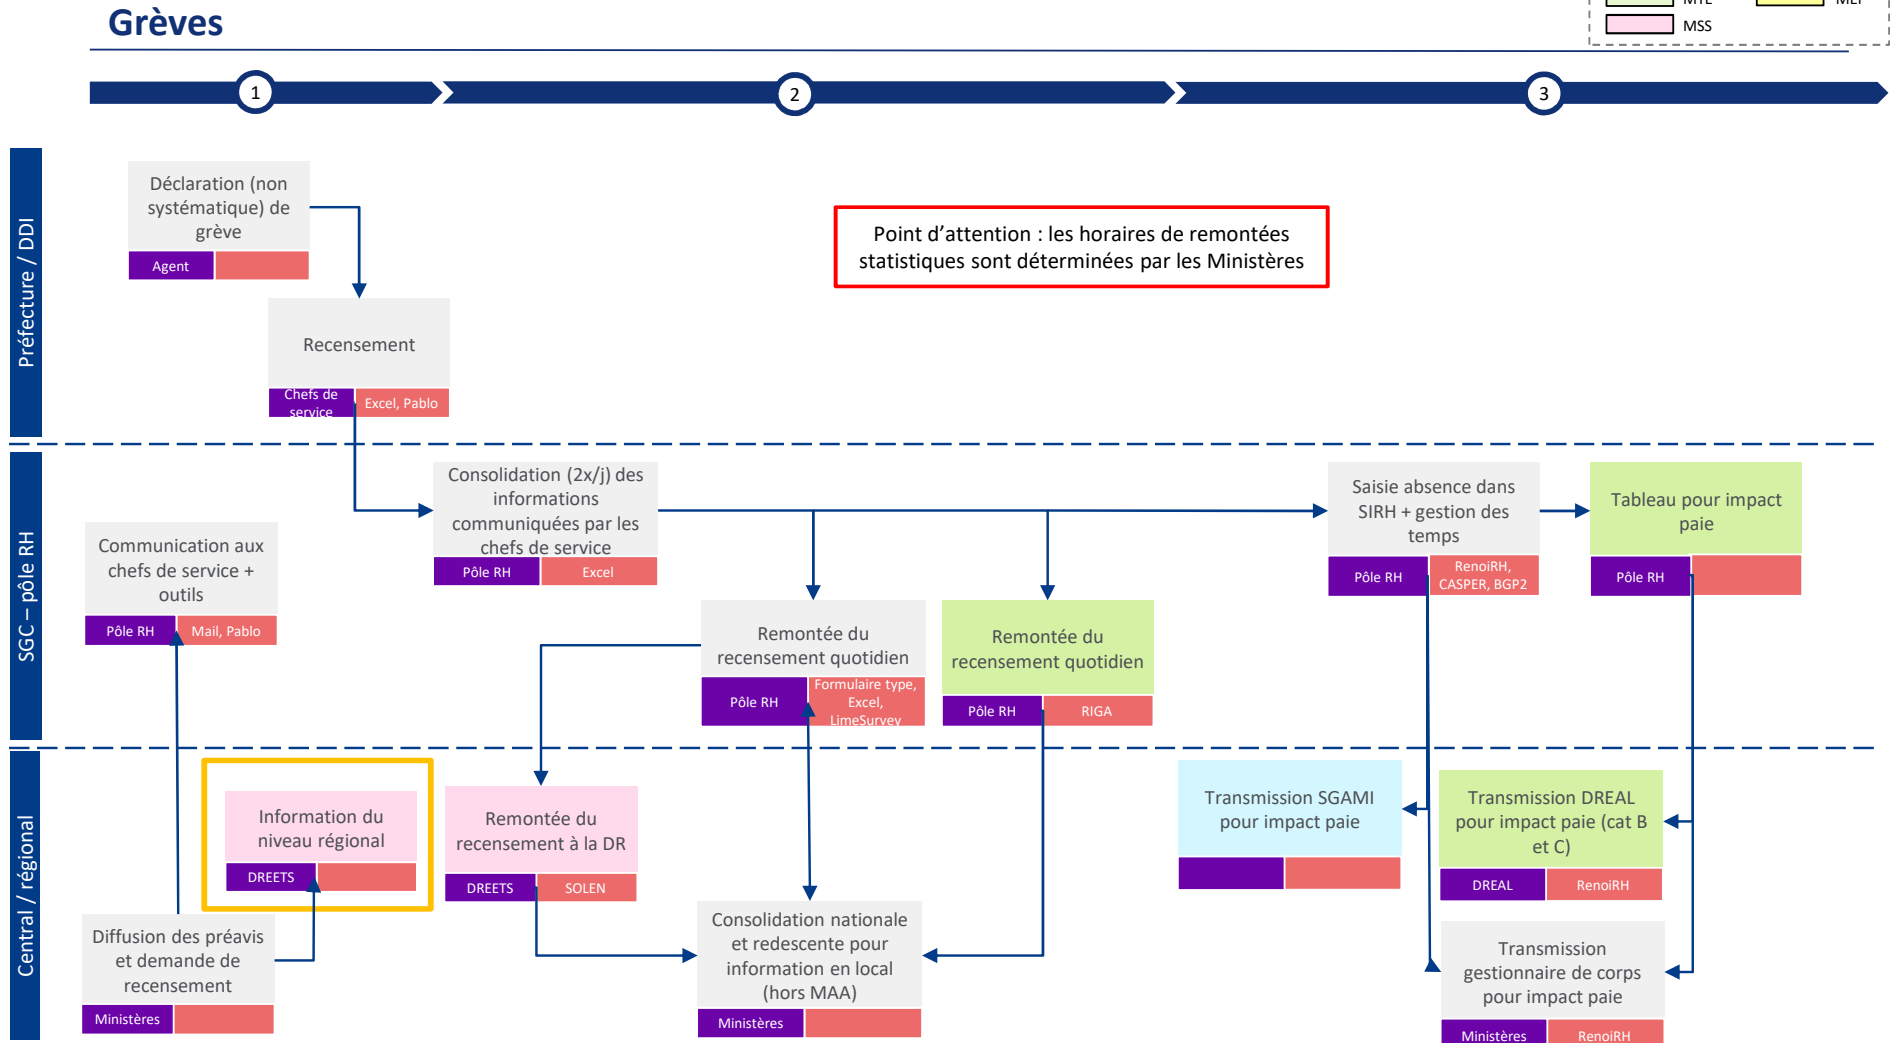 Grèves
MSS
1
2
3
Préfecture / DDI
Déclaration (non
systématique) de
grève
Agent
Point d’attention : les horaires de remontées
statistiques sont déterminées par les Ministères
Recensement
Chefs de
service
Excel, Pablo
SGC – pôle RH
Communication aux
chefs de service +
outils
Pôle RH
Mail, Pablo
Consolidation (2x/j) des
informations
communiquées par les
chefs de service
Pôle RH
Excel
Remontée du
recensement quotidien
Pôle RH
Formulaire type,
Excel,
LimeSurvey
Remontée du
recensement quotidien
Pôle RH
RIGA
Saisie absence dans
SIRH + gestion des
temps
Pôle RH
RenoiRH,
CASPER, BGP2
Tableau pour impact
paie
Pôle RH
Central / régional
Information du
niveau régional
DREETS
Remontée du
recensement à la DR
DREETS
SOLEN
Transmission SGAMI
pour impact paie
Transmission DREAL
pour impact paie (cat B
et C)
DREAL
RenoiRH
Diffusion des préavis
et demande de
recensement
Ministères
Consolidation nationale
et redescente pour
information en local
(hors MAA)
Ministères
Transmission
gestionnaire de corps
pour impact paie
Ministères
RenoiRH